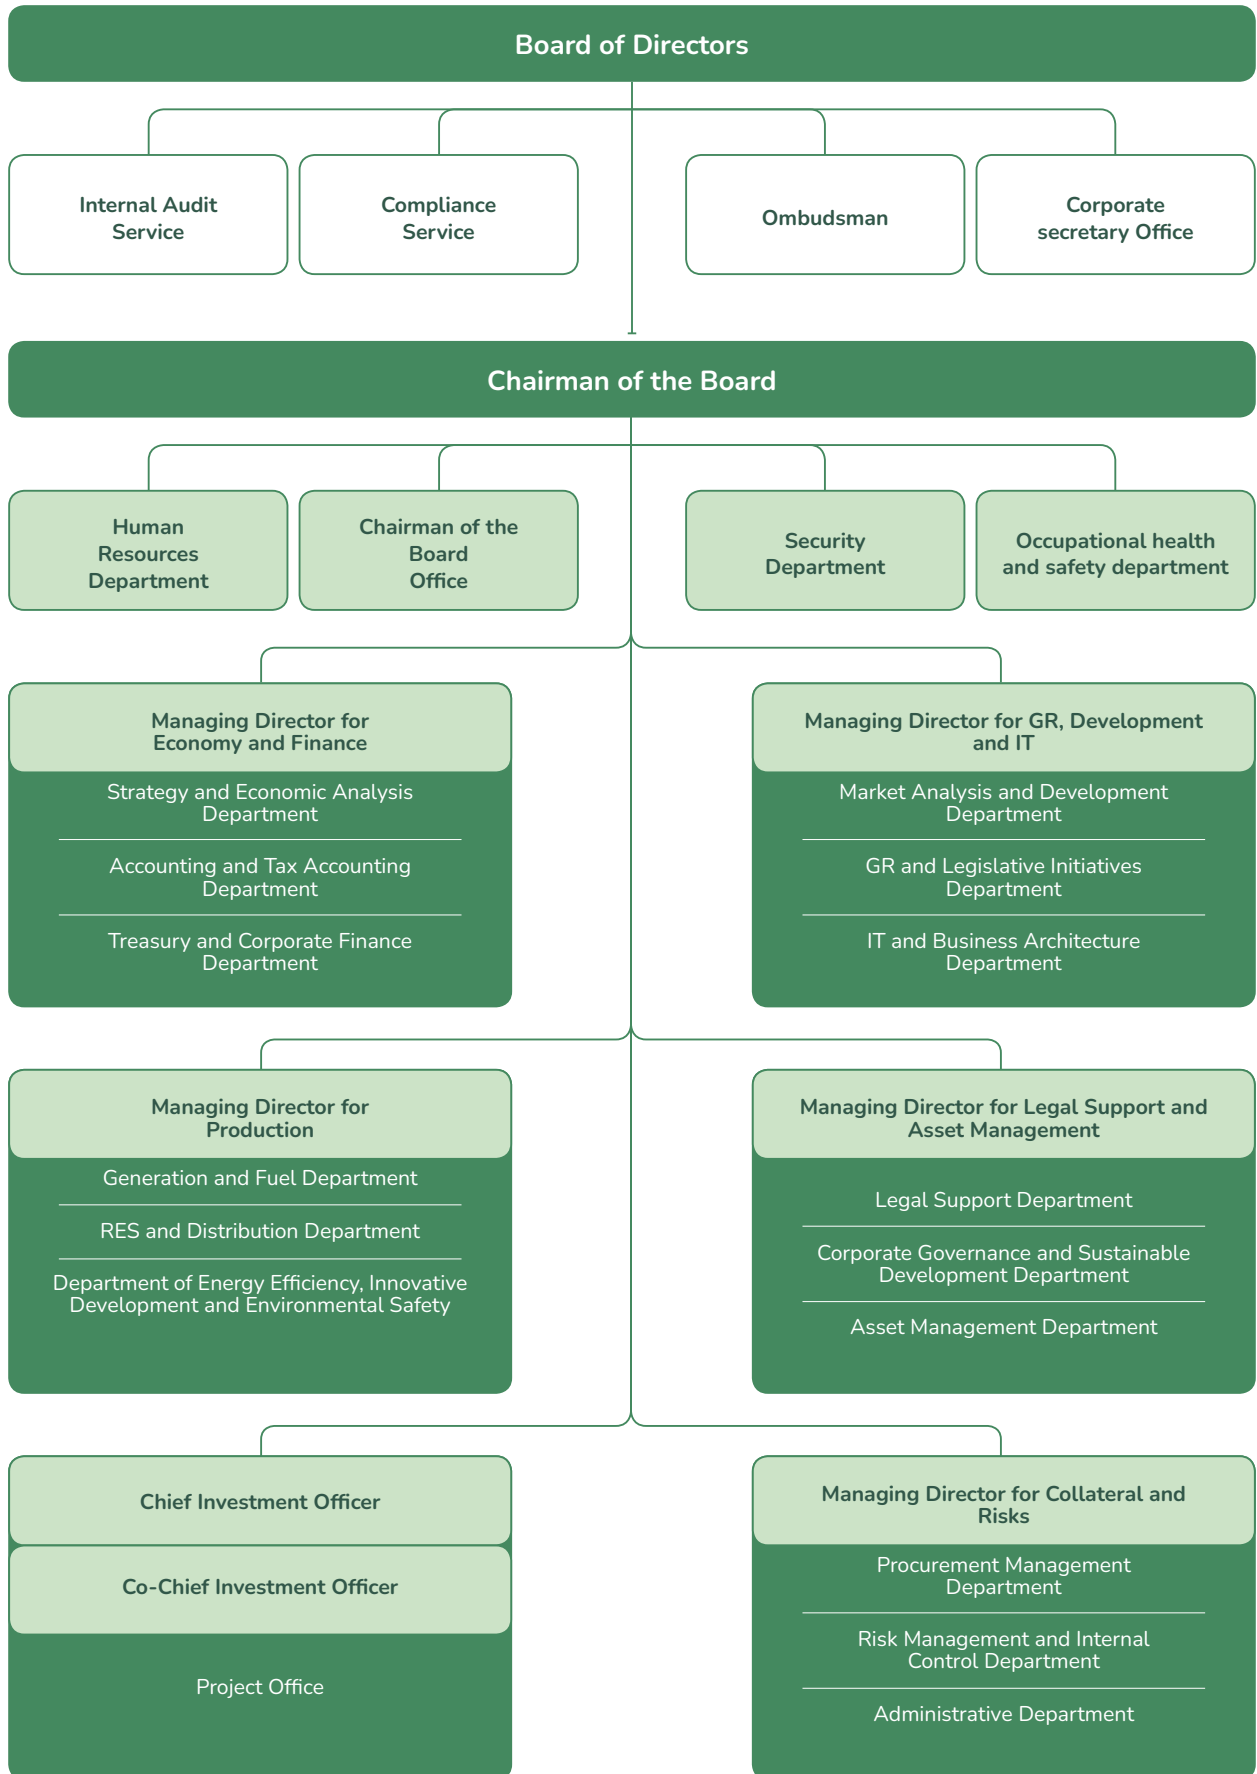 Board of Directors
Internal Audit
Service
Compliance
Service
Ombudsman
Corporate
secretary Office
Chairman of the Board
Human
Resources
Department
Chairman of the
Board
Office
Security
Department
Occupational health
and safety department
Managing Director for
Economy and Finance
Strategy and Economic Analysis
Department
Accounting and Tax Accounting
Department
Treasury and Corporate Finance
Department
Managing Director for GR, Development
and IT
Market Analysis and Development
Department
GR and Legislative Initiatives
Department
IT and Business Architecture
Department
Managing Director for
Production
Generation and Fuel Department
RES and Distribution Department
Department of Energy Efficiency, Innovative
Development and Environmental Safety
Managing Director for Legal Support and
Asset Management
Legal Support Department
Corporate Governance and Sustainable
Development Department
Asset Management Department
Chief Investment Officer
Co-Chief Investment Officer
Project Office
Managing Director for Collateral and
Risks
Procurement Management
Department
Risk Management and Internal
Control Department
Administrative Department